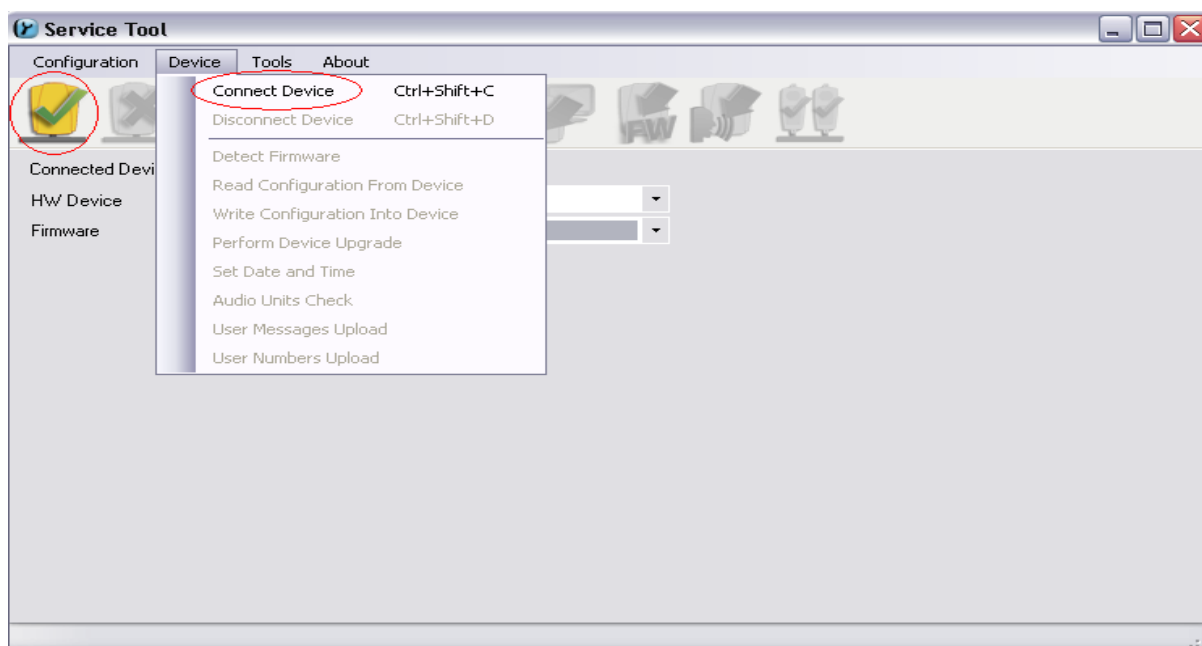 Service Tool
Configuration Device Tools About
Connect Device Ctrl+Shift+C
Disconnect Device Ctrl+Shift+D
FW
Connected Devi
Detect Firmware
HW Device
Read Configuration From Device
Write Configuration Into Device
Firmware
Perform Device Upgrade
Set Date and Time
Audio Units Check
User Messages Upload
User Numbers Upload